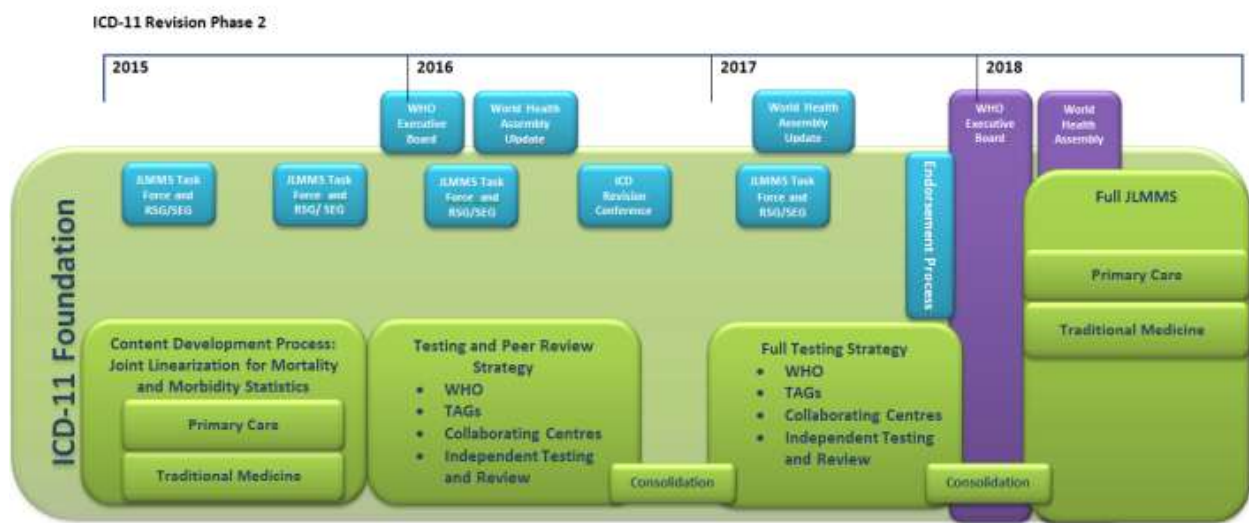 ICD-11 Revision Phase 2
2015
2016
2017
2018
WHO
Executive
Board
World Health
Assembly
Update
World Health
Assembly
Update
WHO
Executive
Board
World
Health
Assembly
JLMMS Task
Force and
RSG/SEG
JLMMS Task
Force and
RSG/ SEG
JLMMS Task
Force and
RSG/SEG
ICD
Revision
Conference
JLMMS Task
Force and
RSG/SEG
Endorsement Process
ICD-11 Foundation
Full JLMMS
Primary Care
Traditional Medicine
Content Development Process:
Joint Linearization for Mortality
and Morbidity Statistics
Primary Care
Traditional Medicine
Testing and Peer Review
Strategy
• WHO
• TAGs
• Collaborating Centres
• Independent Testing
and Review
Consolidation
Full Testing Strategy
• WHO
• TAGs
• Collaborating Centres
• Independent Testing
and Review
Consolidation